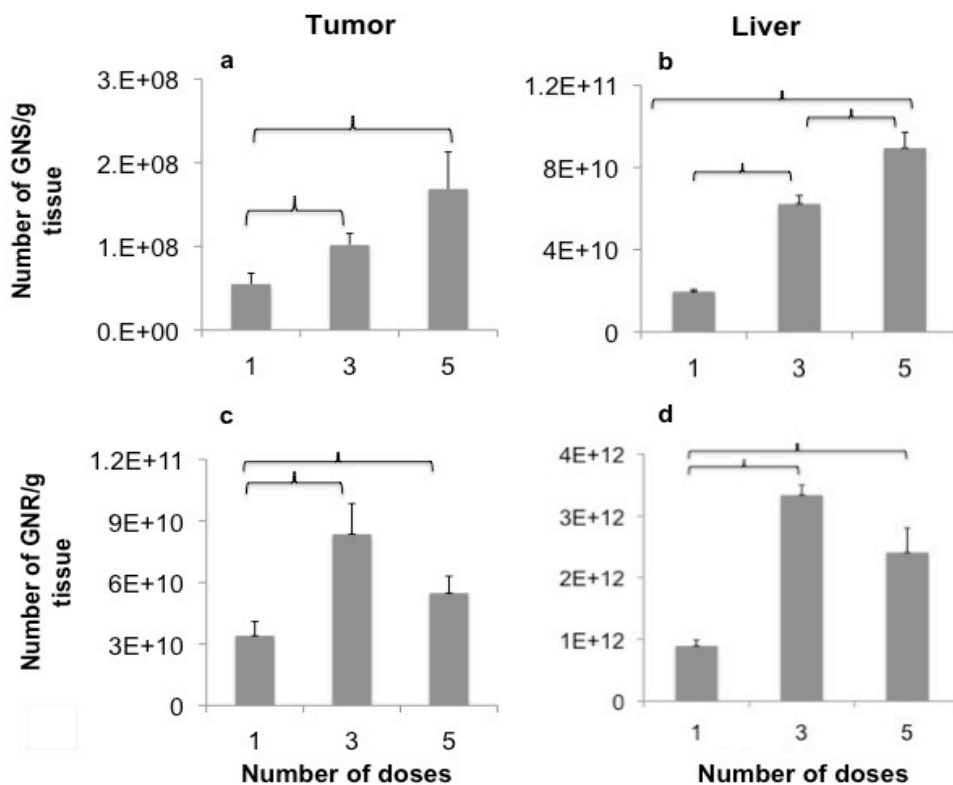 Tumor
Liver
a
Number of GNS/g
tissue
3.E+08
2.E+08
1.E+08
0.E+00
1 3 5
b
1.2E+11
8E+10
4E+10
0
1 3 5
c
Number of GNR/g
tissue
1.2E+11
9E+10
6E+10
3E+10
0
1 3 5
Number of doses
d
4E+12
3E+12
2E+12
1E+12
0
1 3 5
Number of doses